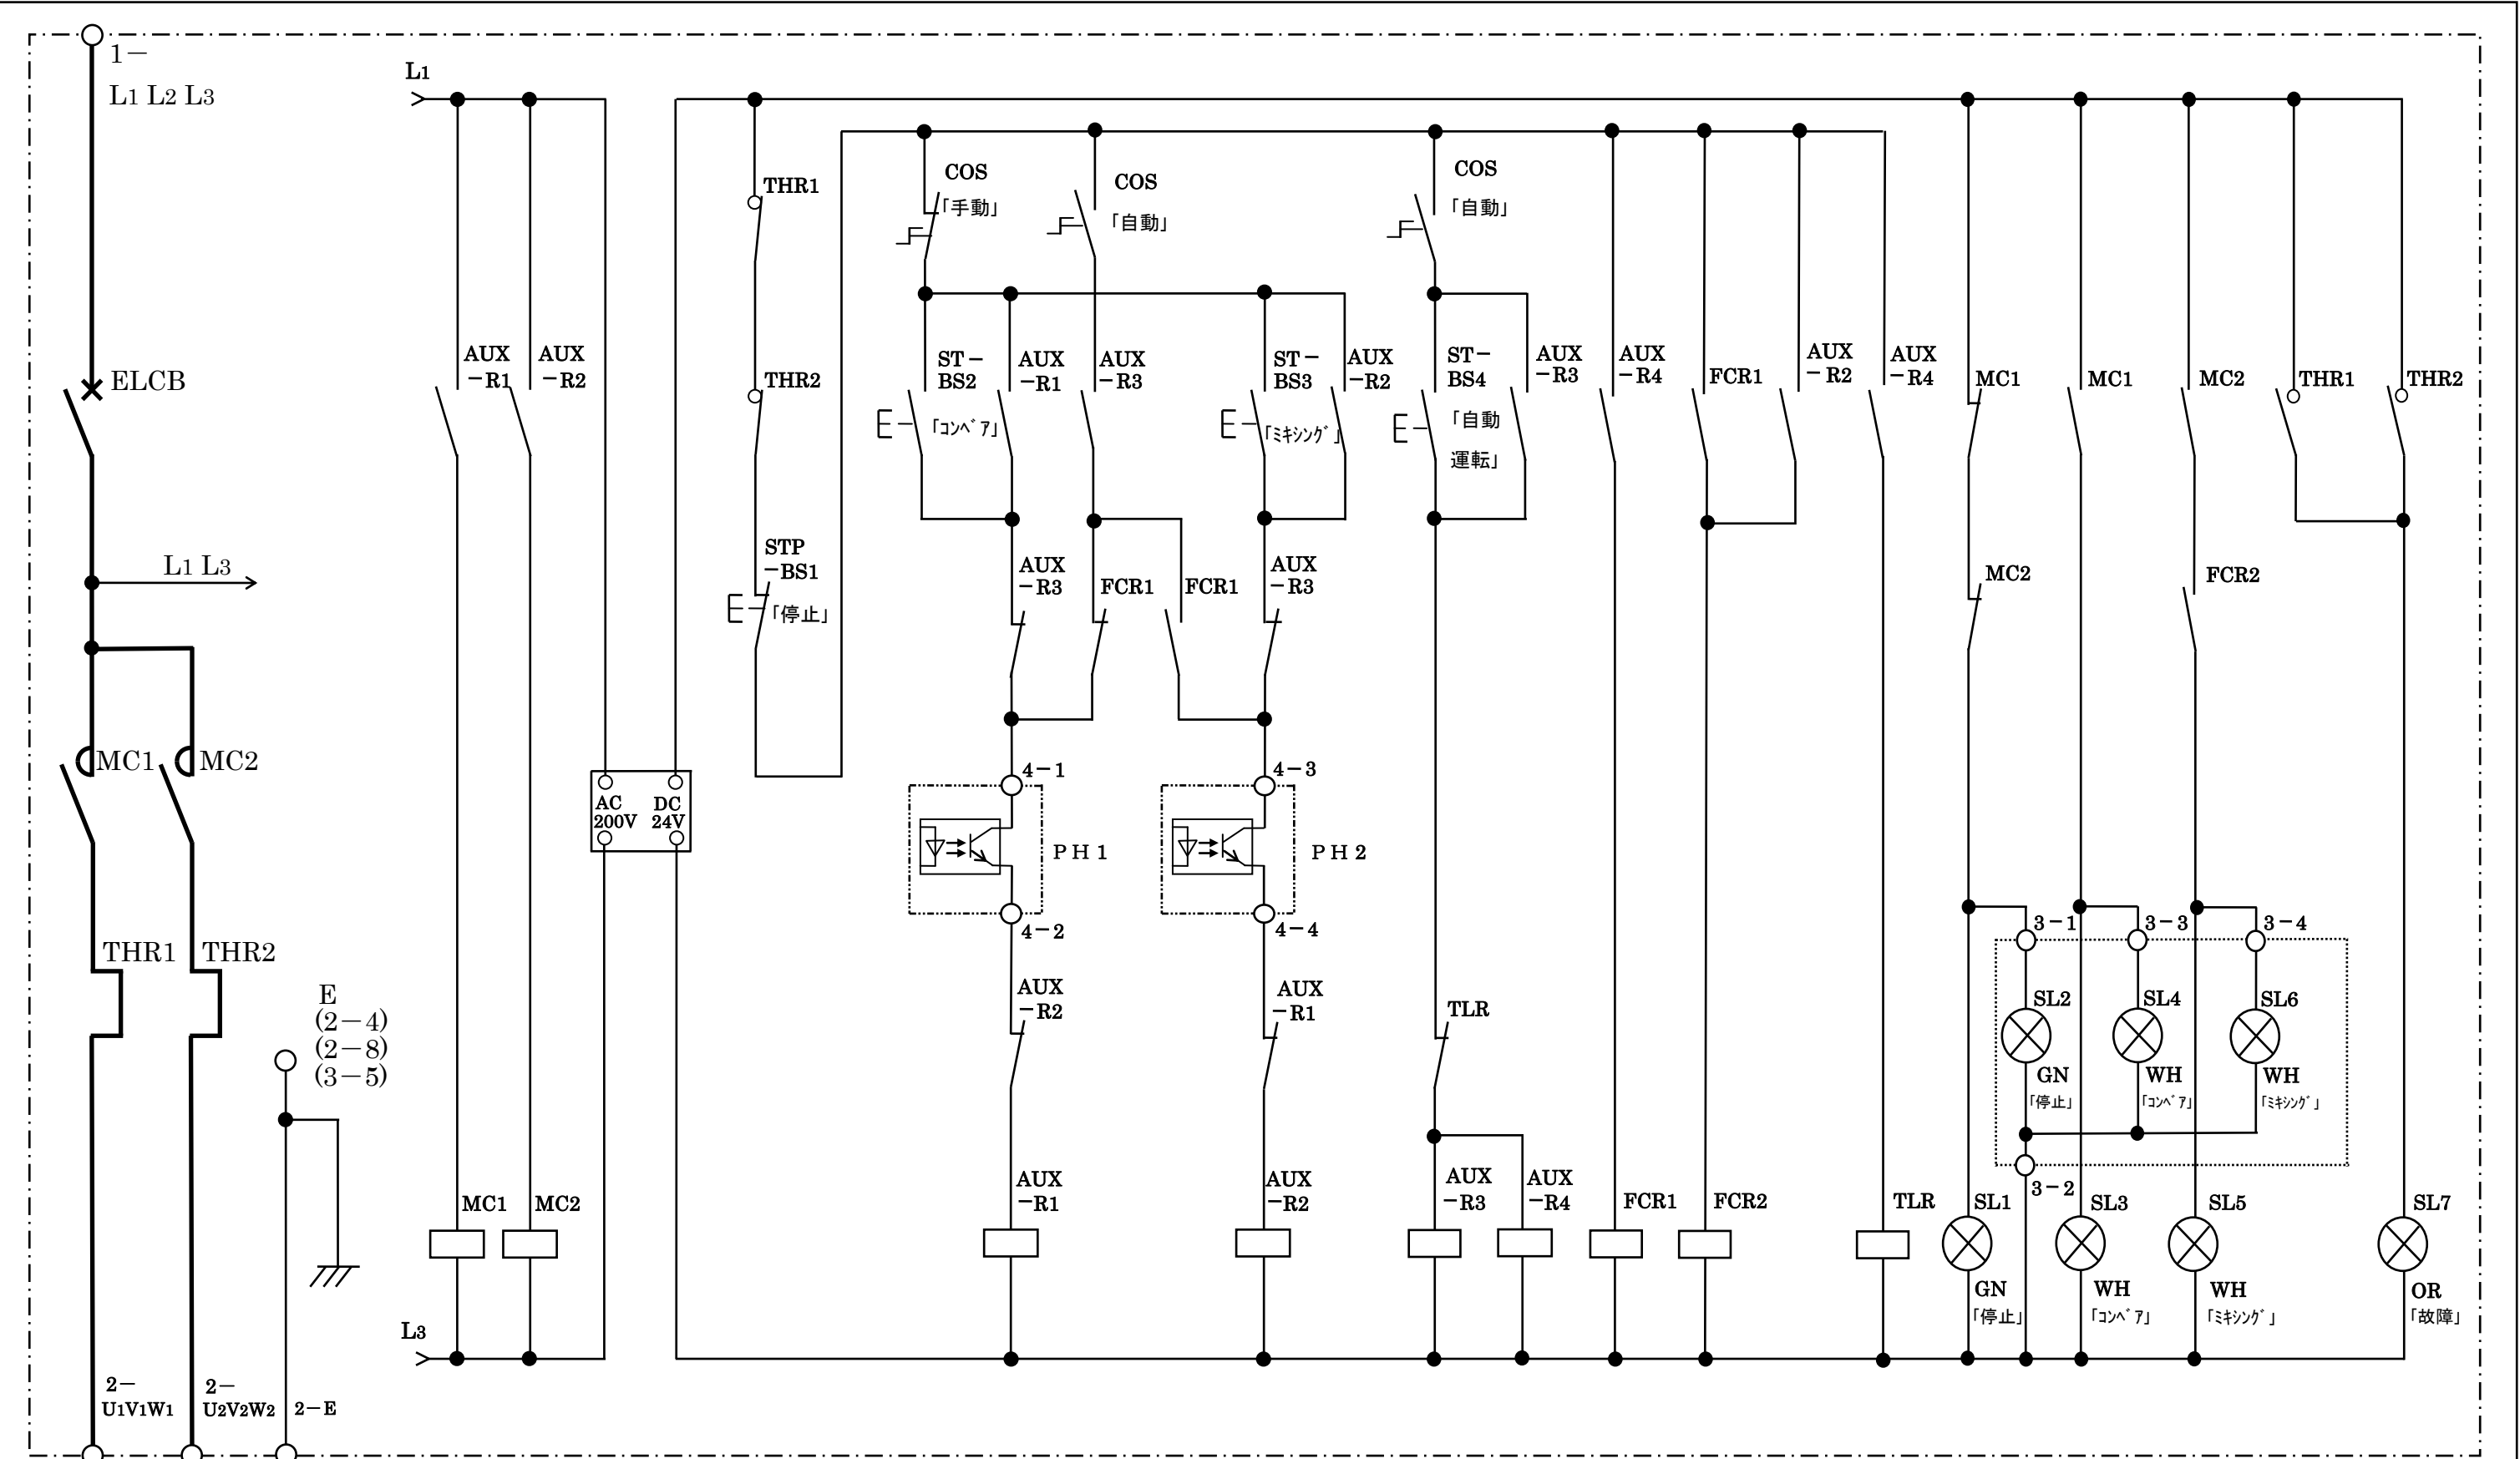 1－
L1 L2 L3
ELCB
L1 L3
MC1
MC2
THR1
THR2
E
(2－4)
(2－8)
(3－5)
2－
U1V1W1
2－
U2V2W2
2－E
L1
AUX
－R1
AUX
－R2
MC1
MC2
L3
AC
200V
DC
24V
THR1
THR2
STP
－BS1
「停止」
COS
「手動」
COS
「自動」
COS
「自動」
ST－
BS2
「ｺﾝﾍﾞｱ」
AUX
－R1
AUX
－R3
ST－
BS3
「ﾐｷｼﾝｸﾞ」
AUX
－R2
ST－
BS4
「自動
運転」
AUX
－R3
AUX
－R4
FCR1
AUX
－R2
AUX
－R4
AUX
－R3
FCR1
FCR1
AUX
－R3
4－1
PH1
4－2
4－3
PH2
4－4
AUX
－R2
AUX
－R1
TLR
AUX
－R1
AUX
－R2
AUX
－R3
AUX
－R4
FCR1
FCR2
TLR
MC1
MC1
MC2
THR1
THR2
MC2
FCR2
3－1
3－3
3－4
SL2
GN
「停止」
SL4
WH
「ｺﾝﾍﾞｱ」
SL6
WH
「ﾐｷｼﾝｸﾞ」
3－2
SL1
GN
「停止」
SL3
WH
「ｺﾝﾍﾞｱ」
SL5
WH
「ﾐｷｼﾝｸﾞ」
SL7
OR
「故障」